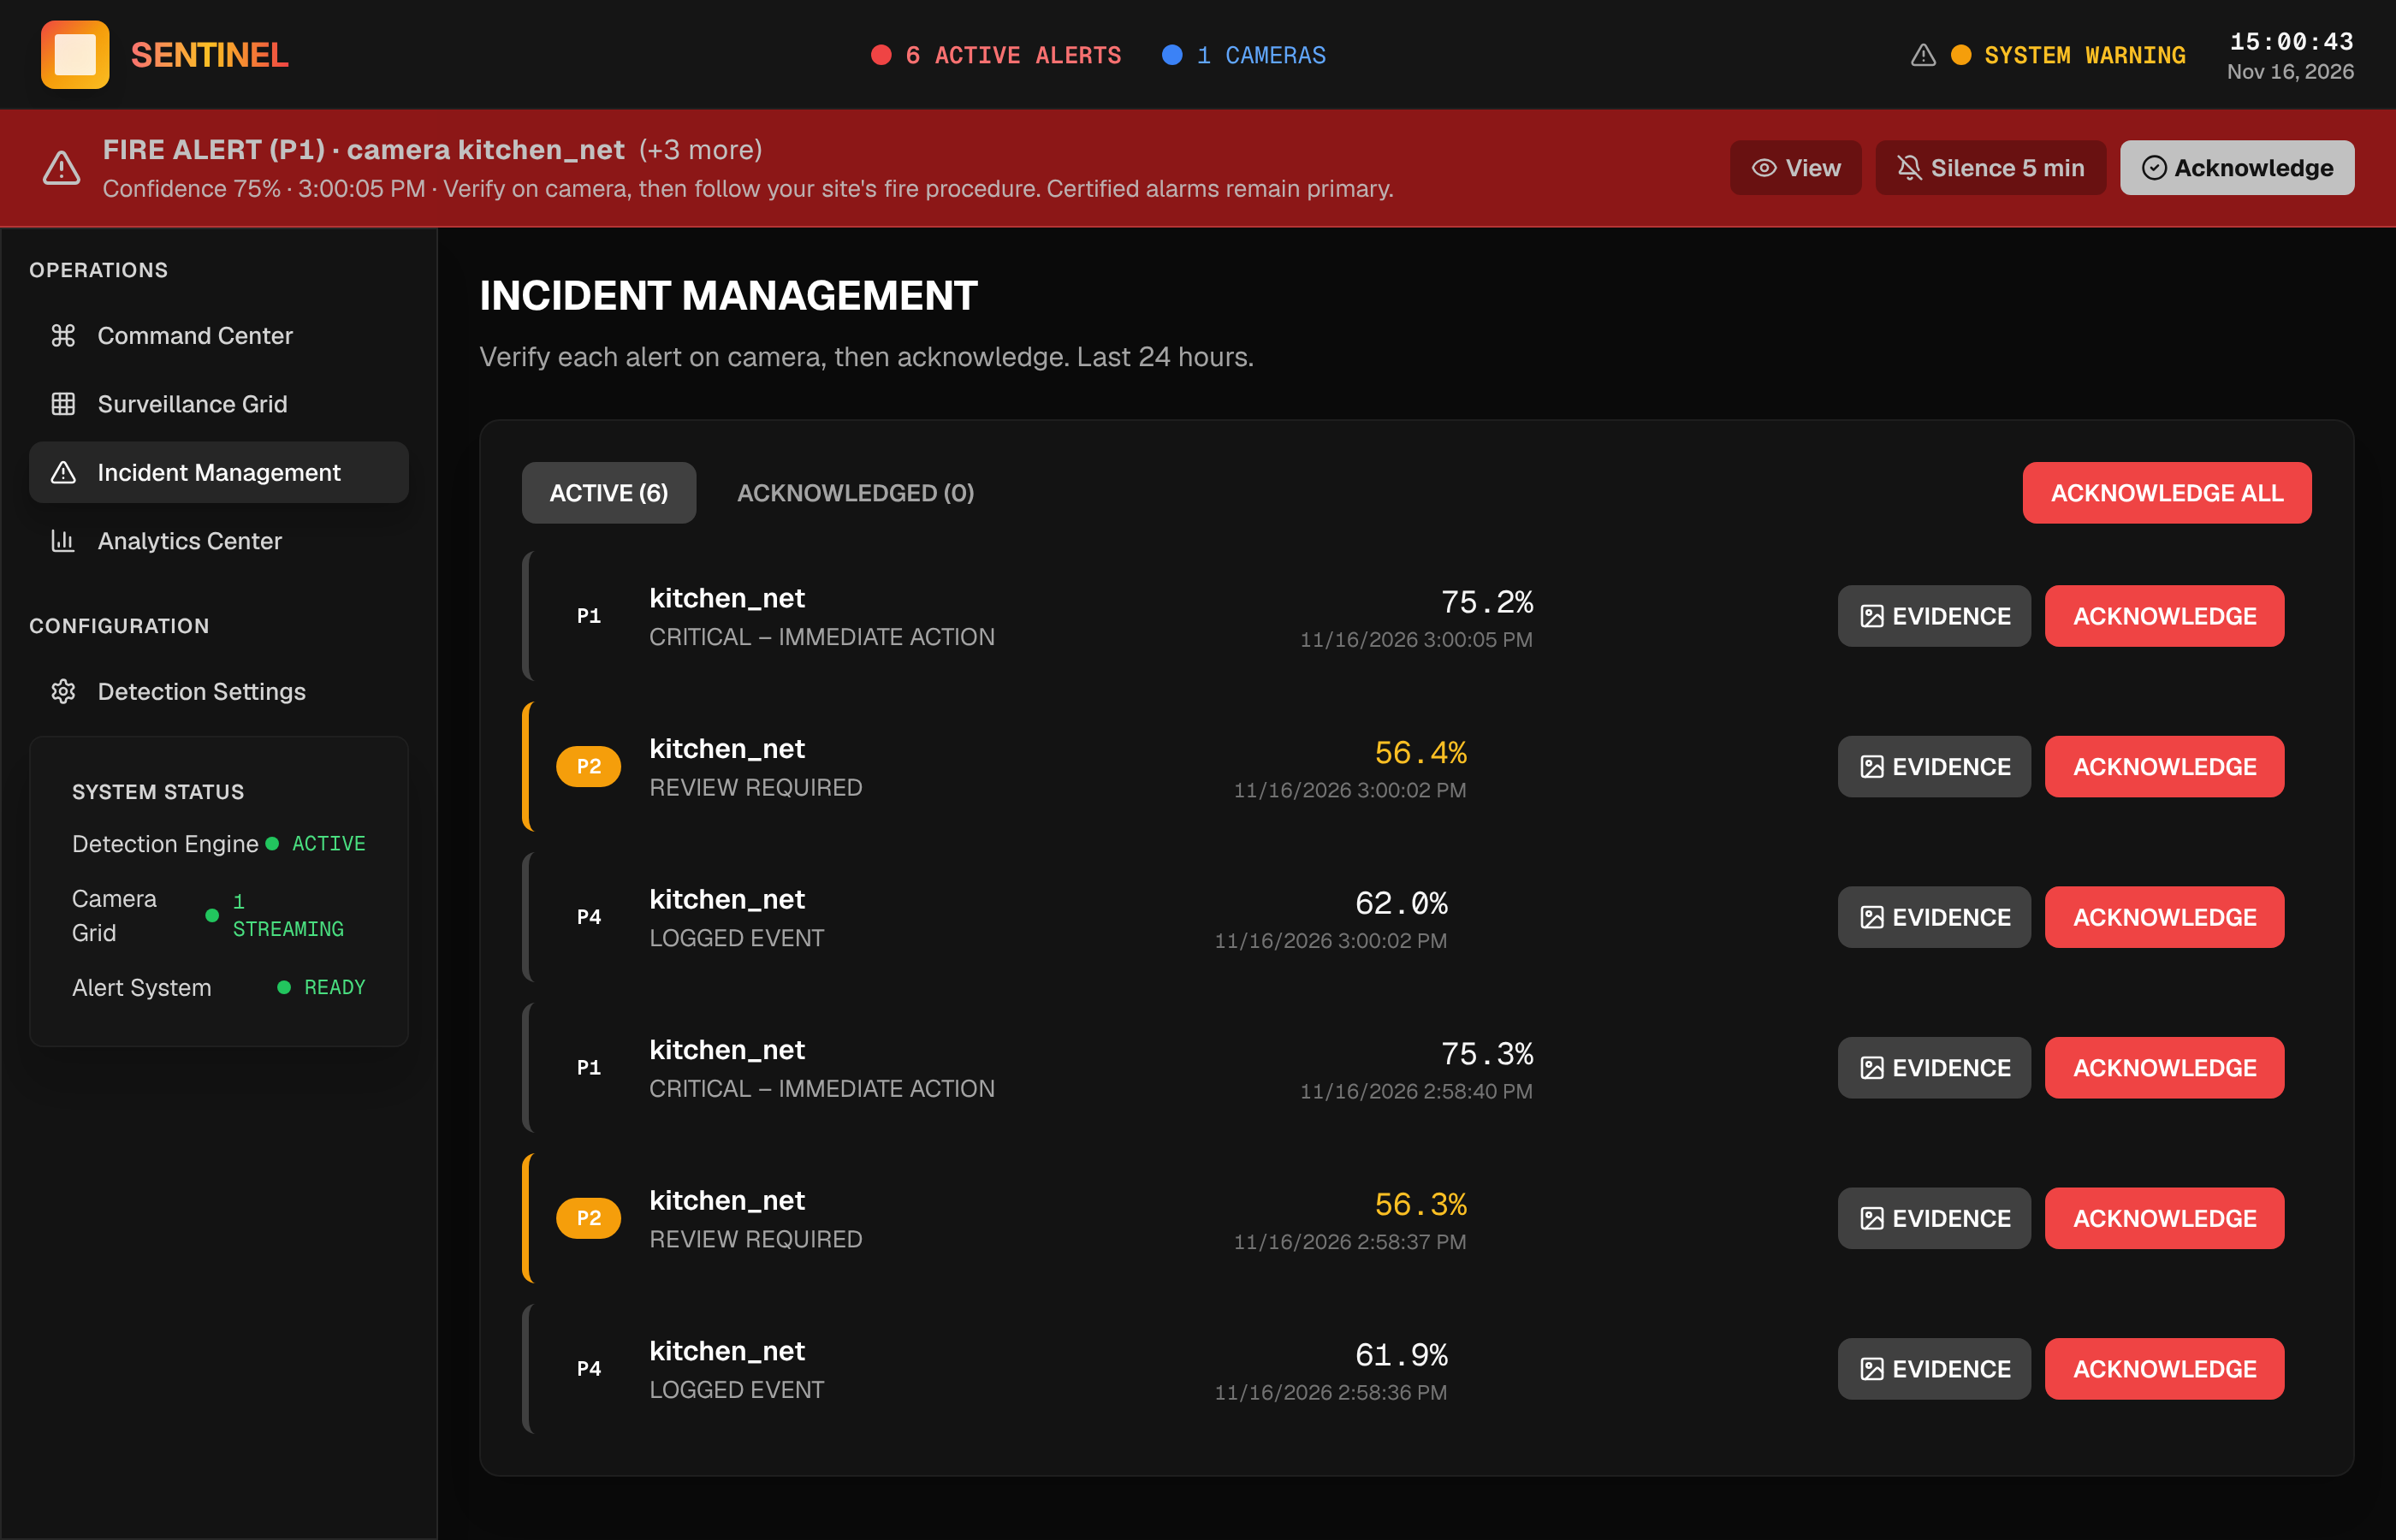 SENTINEL
6 ACTIVE ALERTS
1 CAMERAS
SYSTEM WARNING
15:00:43
Nov 16, 2026
FIRE ALERT (P1) · camera kitchen_net (+3 more)
Confidence 75% · 3:00:05 PM · Verify on camera, then follow your site's fire procedure. Certified alarms remain primary.
View
Silence 5 min
Acknowledge
OPERATIONS
Command Center
Surveillance Grid
Incident Management
Analytics Center
CONFIGURATION
Detection Settings
SYSTEM STATUS
Detection Engine ACTIVE
Camera Grid
1 STREAMING
Alert System READY
INCIDENT MANAGEMENT
Verify each alert on camera, then acknowledge. Last 24 hours.
ACTIVE (6)
ACKNOWLEDGED (0)
ACKNOWLEDGE ALL
P1
kitchen_net
CRITICAL – IMMEDIATE ACTION
75.2%
11/16/2026 3:00:05 PM
EVIDENCE
ACKNOWLEDGE
P2
kitchen_net
REVIEW REQUIRED
56.4%
11/16/2026 3:00:02 PM
EVIDENCE
ACKNOWLEDGE
P4
kitchen_net
LOGGED EVENT
62.0%
11/16/2026 3:00:02 PM
EVIDENCE
ACKNOWLEDGE
P1
kitchen_net
CRITICAL – IMMEDIATE ACTION
75.3%
11/16/2026 2:58:40 PM
EVIDENCE
ACKNOWLEDGE
P2
kitchen_net
REVIEW REQUIRED
56.3%
11/16/2026 2:58:37 PM
EVIDENCE
ACKNOWLEDGE
P4
kitchen_net
LOGGED EVENT
61.9%
11/16/2026 2:58:36 PM
EVIDENCE
ACKNOWLEDGE